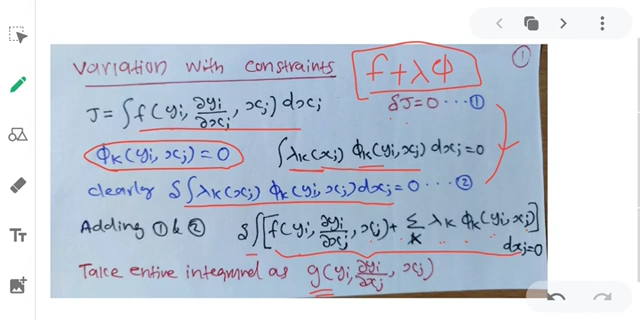 Variation with constraints
f + λφ
①
J = ∫ f(yᵢ, ∂yᵢ/∂xⱼ, xⱼ) dxⱼ
δJ = 0 ··· ①
φₖ(yᵢ, xⱼ) = 0
∫ λₖ(xⱼ) φₖ(yᵢ, xⱼ) dxⱼ = 0
clearly δ ∫ λₖ(xⱼ) φₖ(yᵢ, xⱼ) dxⱼ = 0 ··· ②
Adding ① & ② δ ∫ [f(yᵢ, ∂yᵢ/∂xⱼ, xⱼ) + Σₖ λₖ φₖ(yᵢ, xⱼ)]
dxⱼ = 0
Take entire integrand as g(yᵢ, ∂yᵢ/∂xⱼ, xⱼ)
Tт